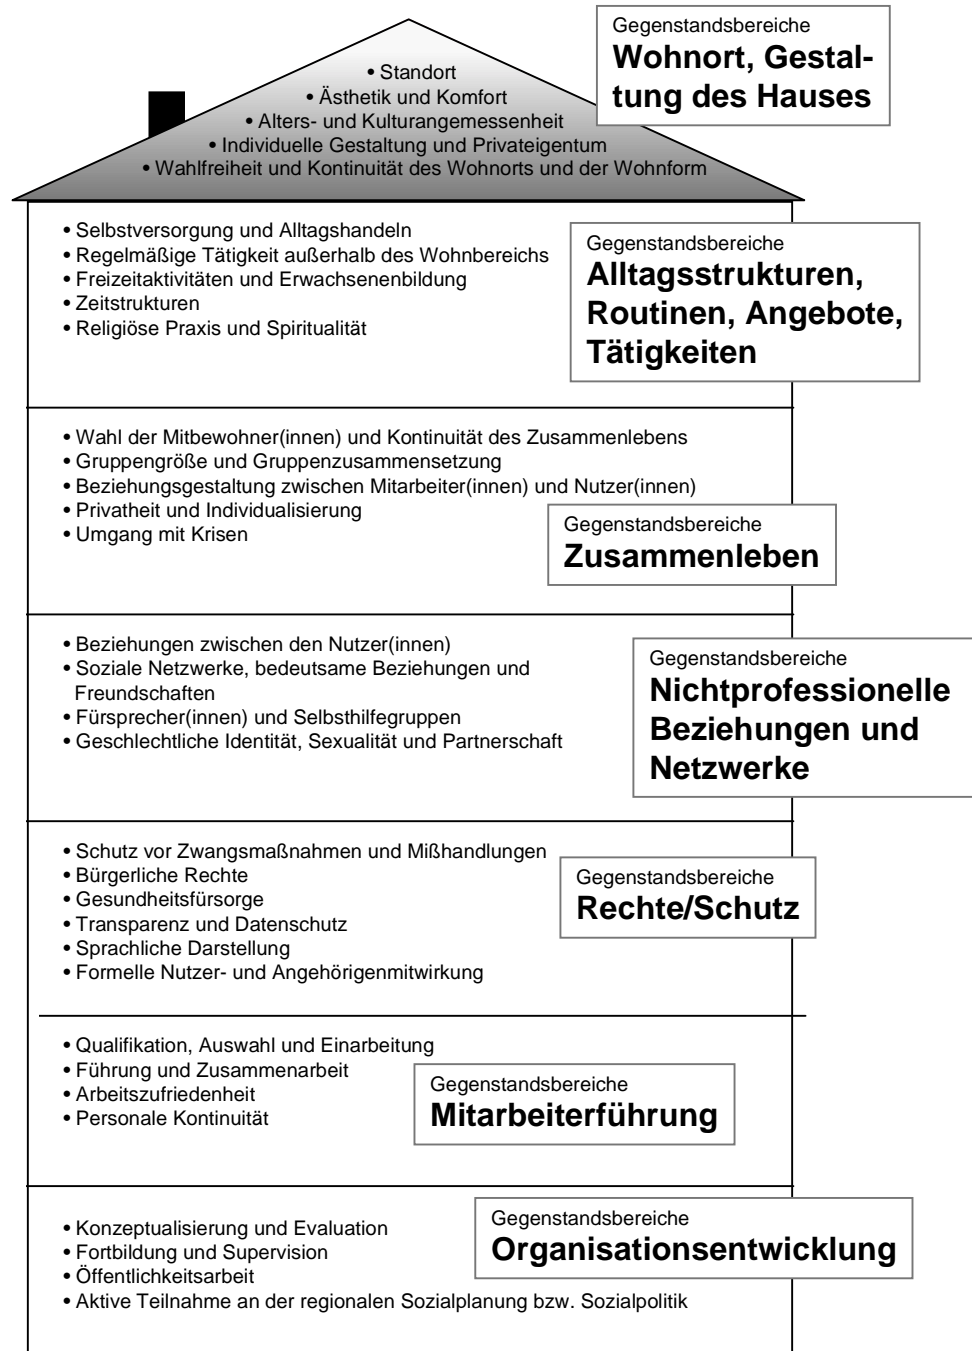 Gegenstandsbereiche
Wohnort, Gestal-
tung des Hauses
• Standort
• Ästhetik und Komfort
• Alters- und Kulturangemessenheit
• Individuelle Gestaltung und Privateigentum
• Wahlfreiheit und Kontinuität des Wohnorts und der Wohnform
• Selbstversorgung und Alltagshandeln
• Regelmäßige Tätigkeit außerhalb des Wohnbereichs
• Freizeitaktivitäten und Erwachsenenbildung
• Zeitstrukturen
• Religiöse Praxis und Spiritualität
Gegenstandsbereiche
Alltagsstrukturen,
Routinen, Angebote,
Tätigkeiten
• Wahl der Mitbewohner(innen) und Kontinuität des Zusammenlebens
• Gruppengröße und Gruppenzusammensetzung
• Beziehungsgestaltung zwischen Mitarbeiter(innen) und Nutzer(innen)
• Privatheit und Individualisierung
• Umgang mit Krisen
Gegenstandsbereiche
Zusammenleben
• Beziehungen zwischen den Nutzer(innen)
• Soziale Netzwerke, bedeutsame Beziehungen und
Freundschaften
• Fürsprecher(innen) und Selbsthilfegruppen
• Geschlechtliche Identität, Sexualität und Partnerschaft
Gegenstandsbereiche
Nichtprofessionelle
Beziehungen und
Netzwerke
• Schutz vor Zwangsmaßnahmen und Mißhandlungen
• Bürgerliche Rechte
• Gesundheitsfürsorge
• Transparenz und Datenschutz
• Sprachliche Darstellung
• Formelle Nutzer- und Angehörigenmitwirkung
Gegenstandsbereiche
Rechte/Schutz
• Qualifikation, Auswahl und Einarbeitung
• Führung und Zusammenarbeit
• Arbeitszufriedenheit
• Personale Kontinuität
Gegenstandsbereiche
Mitarbeiterführung
• Konzeptualisierung und Evaluation
• Fortbildung und Supervision
• Öffentlichkeitsarbeit
• Aktive Teilnahme an der regionalen Sozialplanung bzw. Sozialpolitik
Gegenstandsbereiche
Organisationsentwicklung